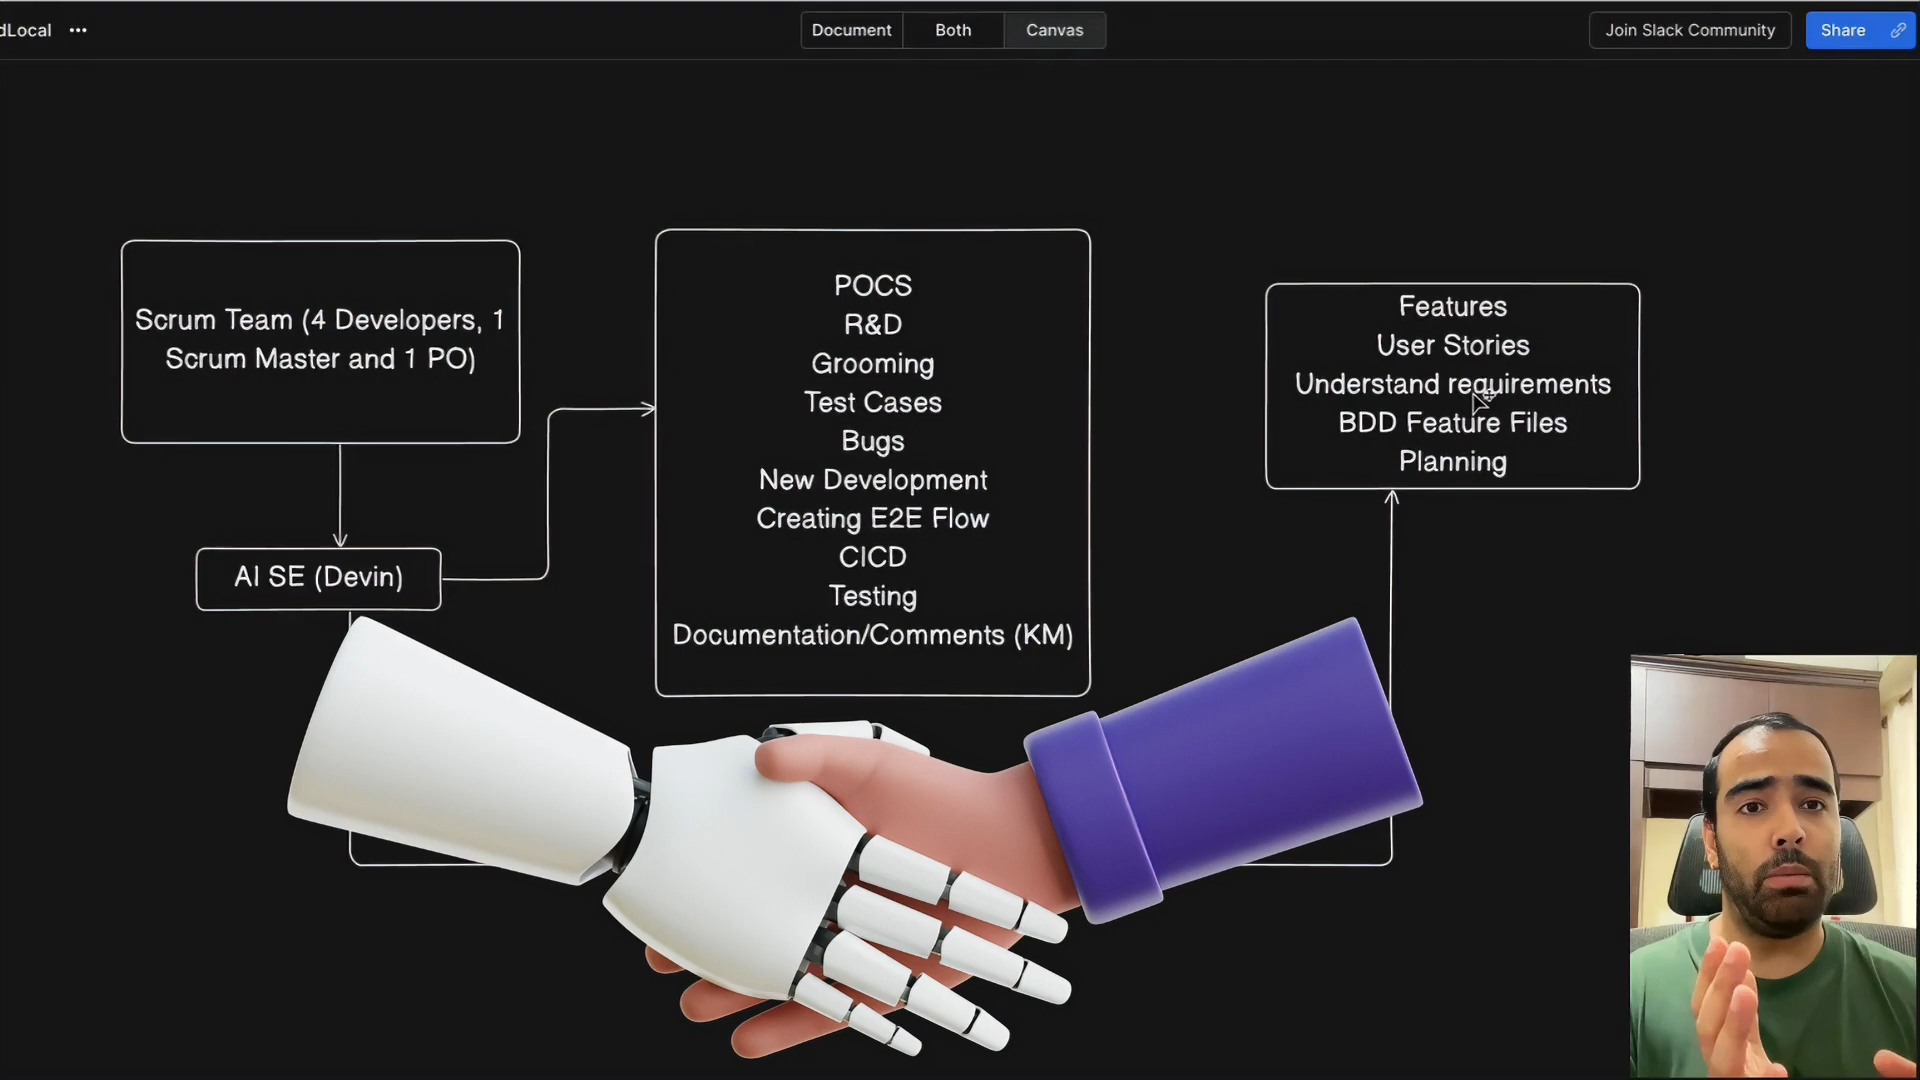 dLocal
Document
Both
Canvas
Join Slack Community
Share
Scrum Team (4 Developers, 1
Scrum Master and 1 PO)
AI SE (Devin)
POCS
R&D
Grooming
Test Cases
Bugs
New Development
Creating E2E Flow
CICD
Testing
Documentation/Comments (KM)
Features
User Stories
Understand requirements
BDD Feature Files
Planning